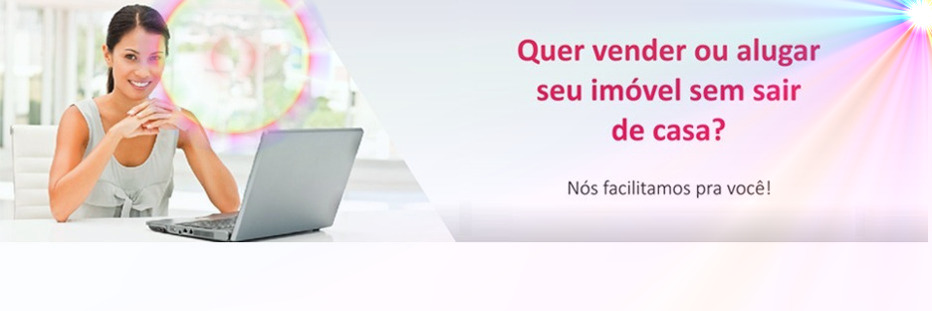 Quer vender ou alugar
seu imóvel sem sair
de casa?
Nós facilitamos pra você!